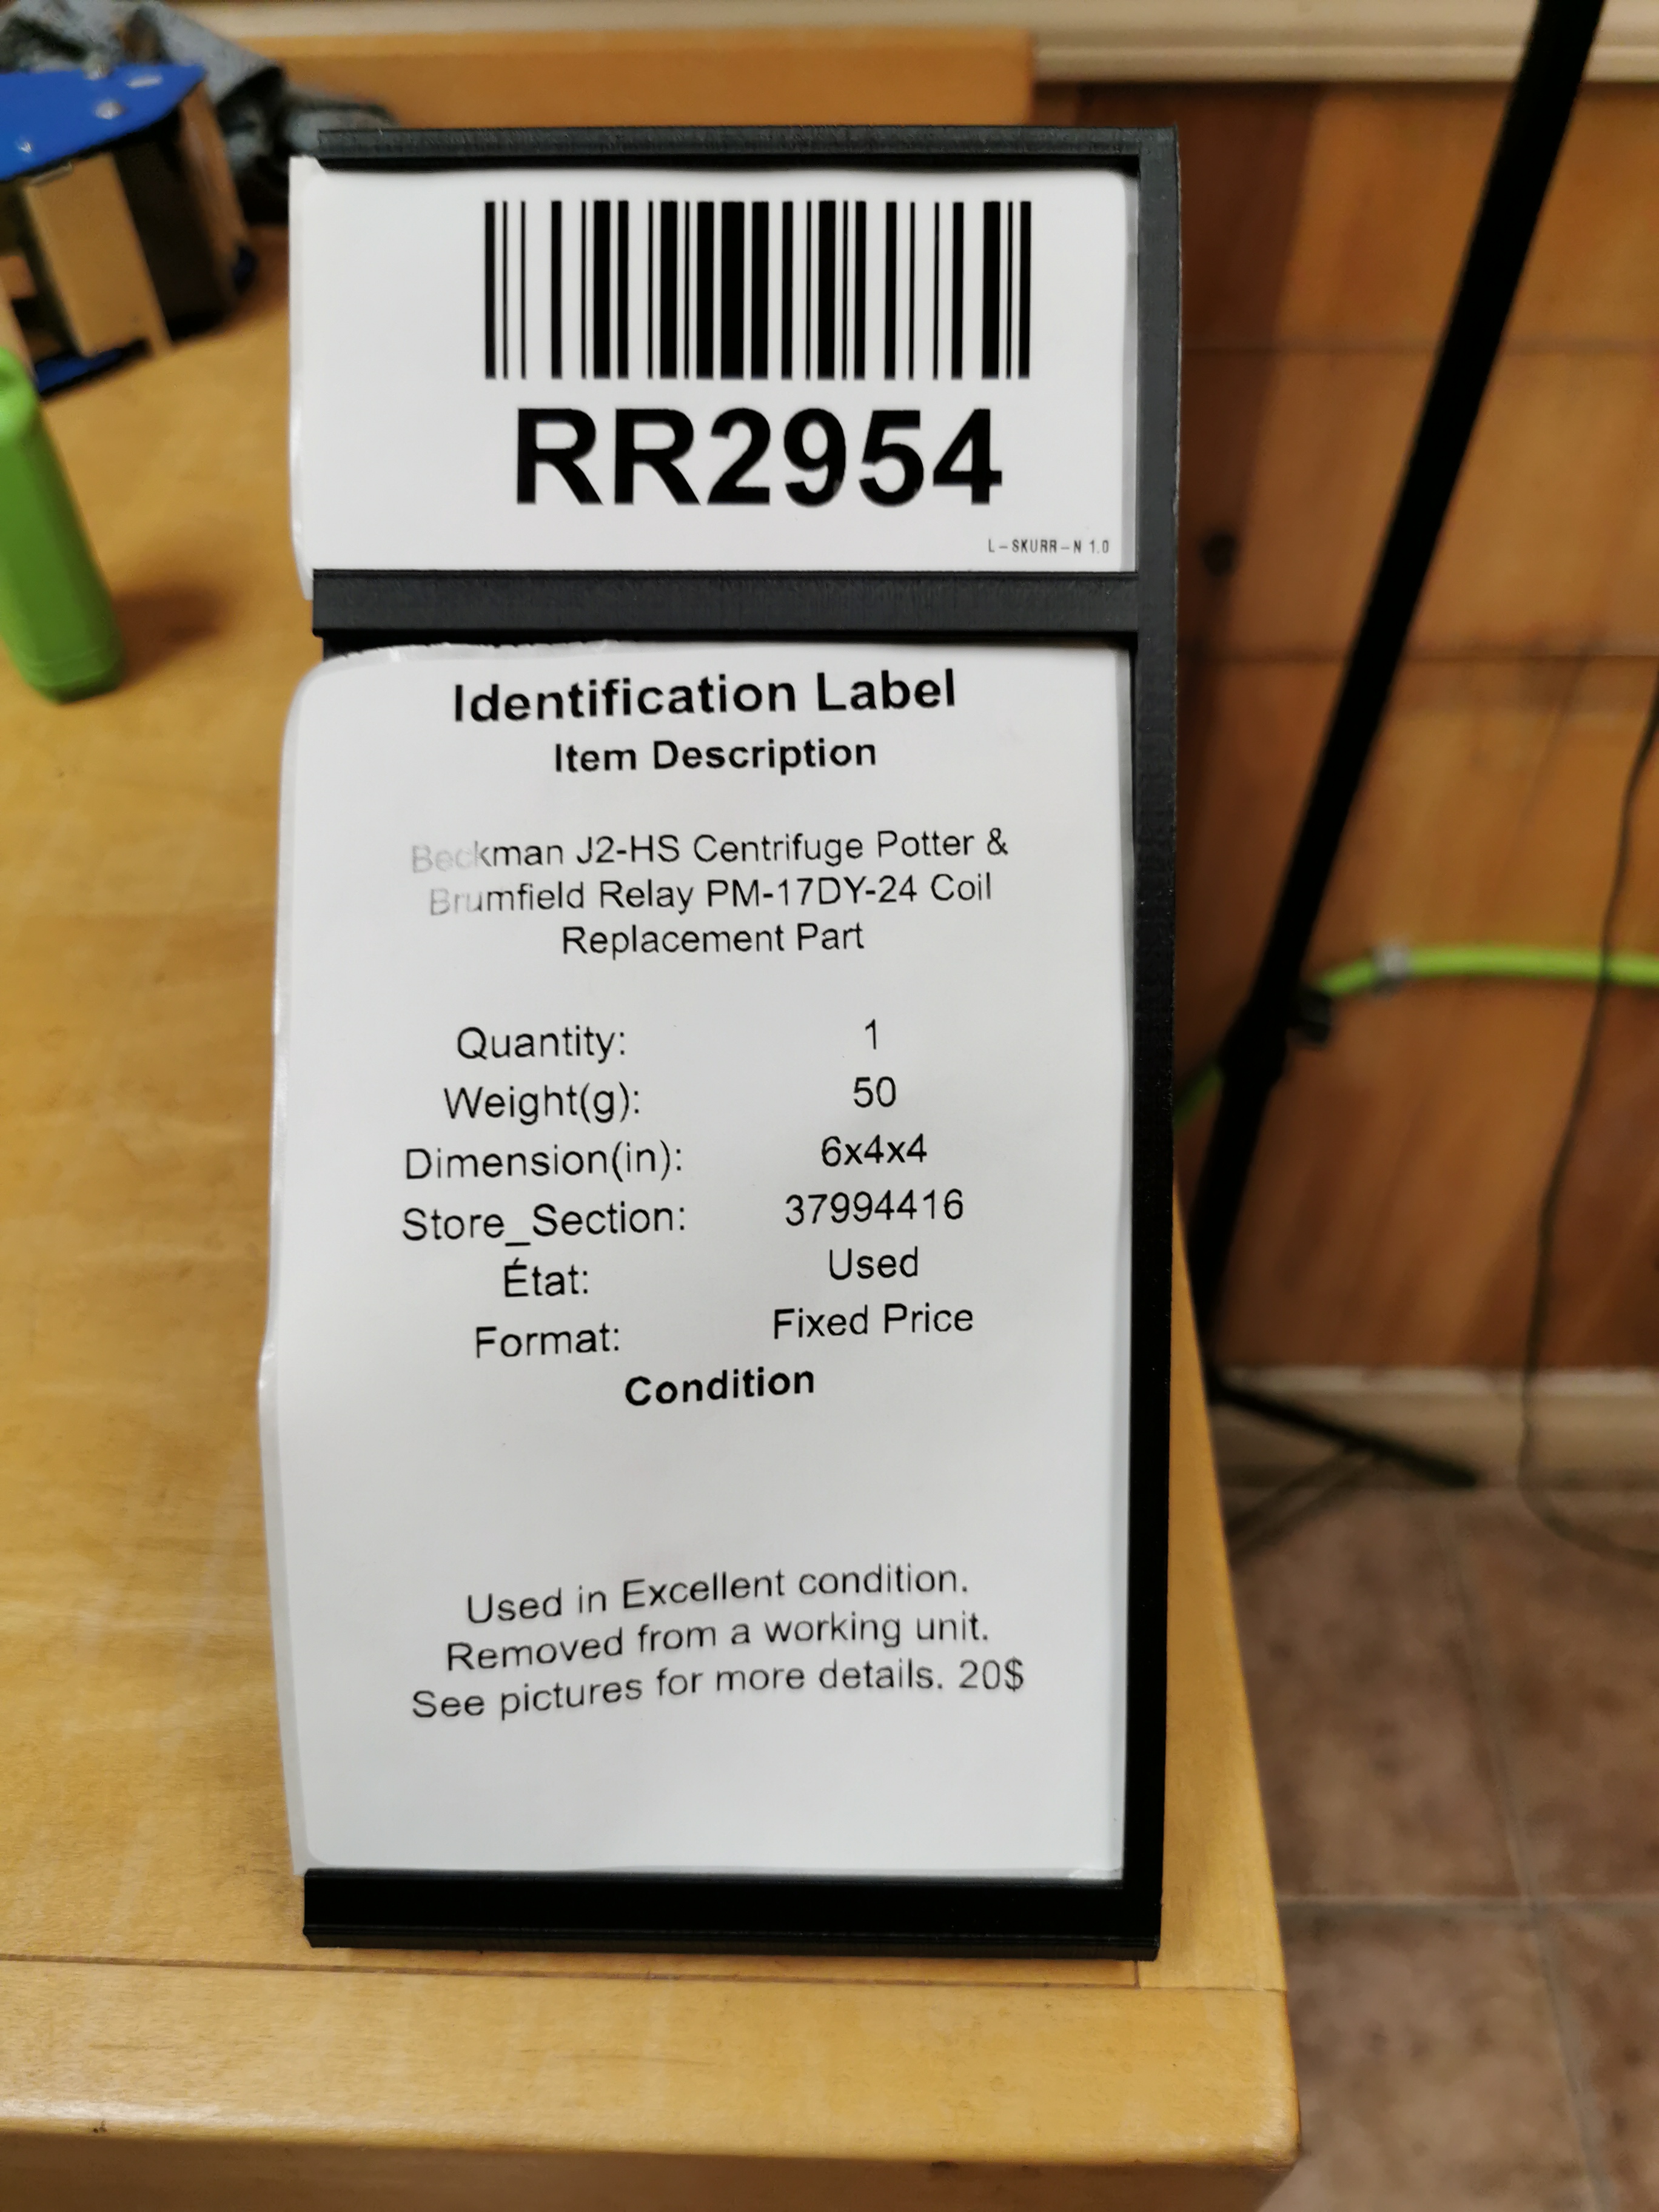 RR2954
L-SKURR-N 1.0
Identification Label
Item Description
Beckman J2-HS Centrifuge Potter &
Brumfield Relay PM-17DY-24 Coil
Replacement Part
Quantity: 1
Weight(g): 50
Dimension(in): 6x4x4
Store_Section: 37994416
État: Used
Format: Fixed Price
Condition
Used in Excellent condition.
Removed from a working unit.
See pictures for more details. 20$